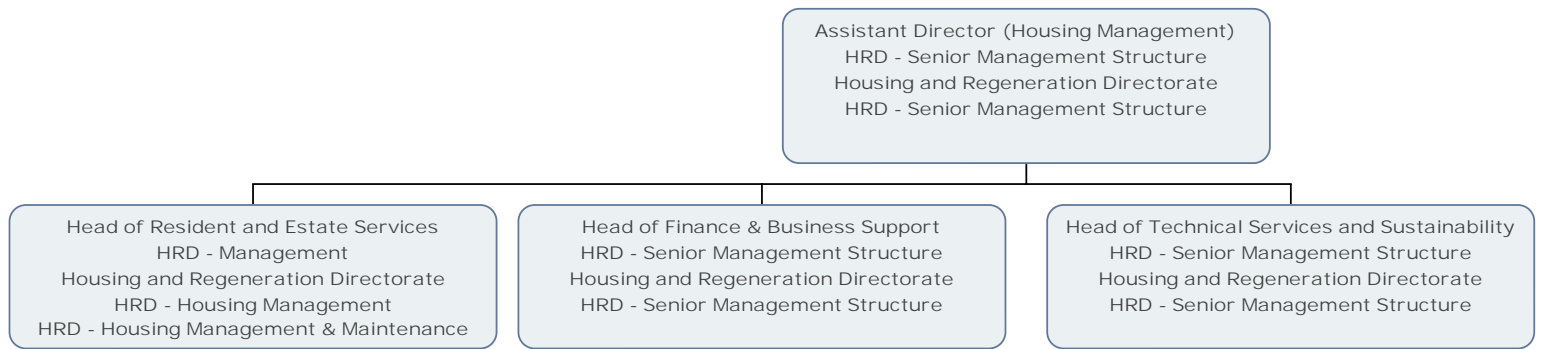 Assistant Director (Housing Management)
HRD - Senior Management Structure
Housing and Regeneration Directorate
HRD - Senior Management Structure
Head of Resident and Estate Services
HRD - Management
Housing and Regeneration Directorate
HRD - Housing Management
HRD - Housing Management & Maintenance
Head of Finance & Business Support
HRD - Senior Management Structure
Housing and Regeneration Directorate
HRD - Senior Management Structure
Head of Technical Services and Sustainability
HRD - Senior Management Structure
Housing and Regeneration Directorate
HRD - Senior Management Structure